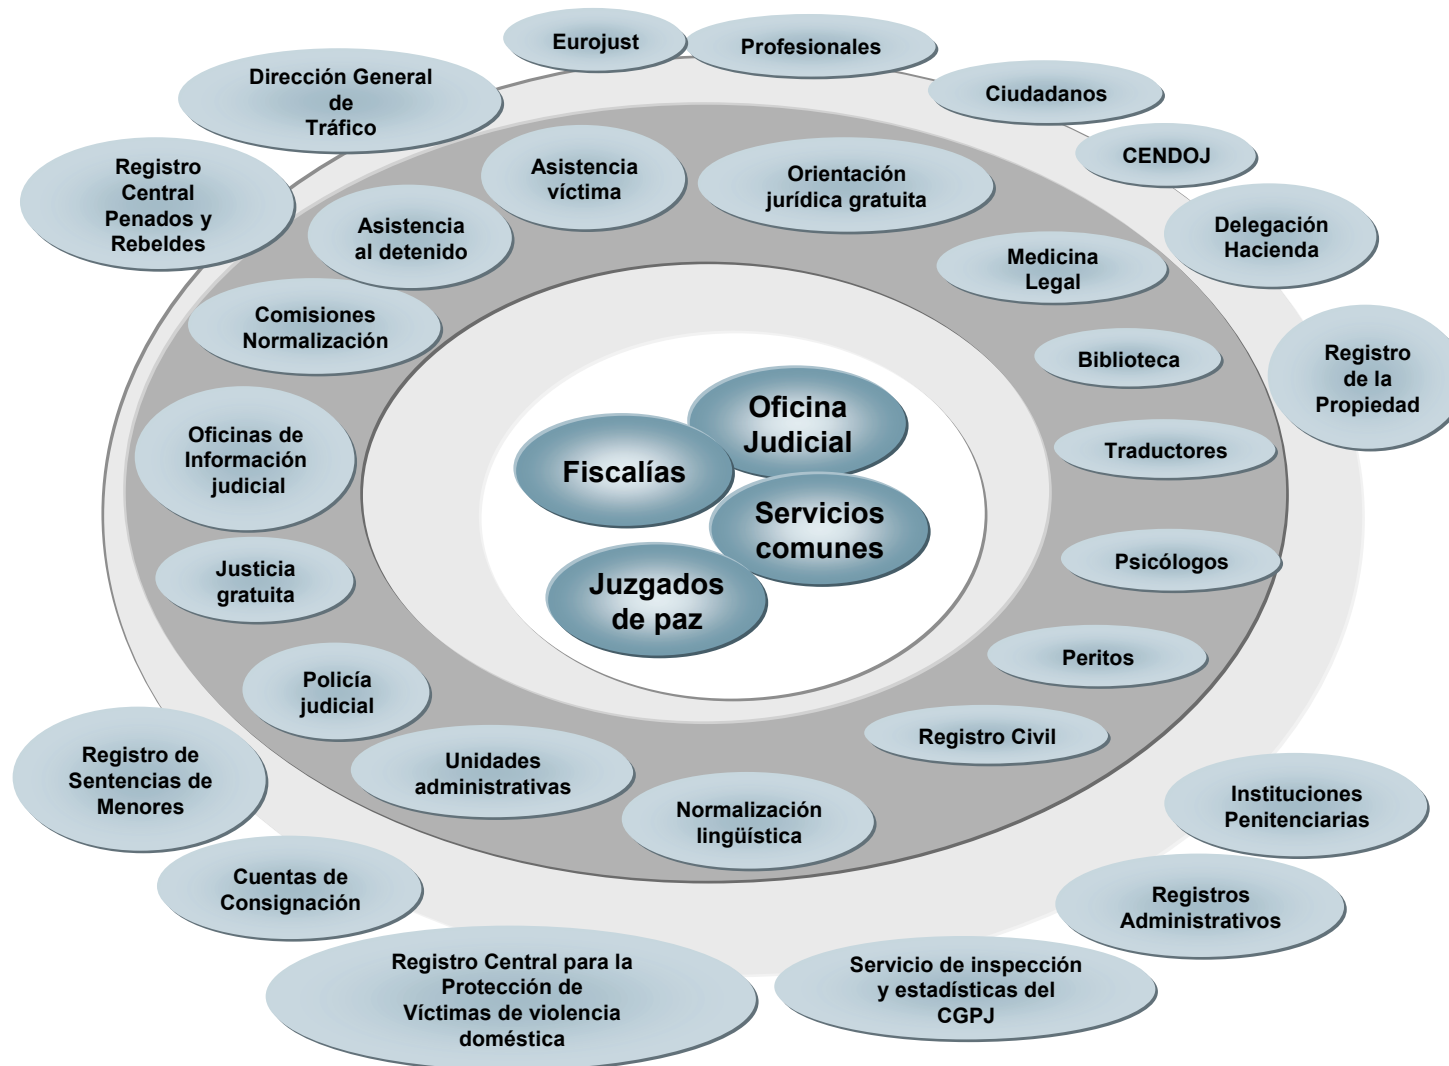 Eurojust
Profesionales
Dirección General
de
Tráfico
Ciudadanos
CENDOJ
Registro
Central
Penados y
Rebeldes
Asistencia
víctima
Orientación
jurídica gratuita
Asistencia
al detenido
Delegación
Hacienda
Medicina
Legal
Comisiones
Normalización
Biblioteca
Registro
de la
Propiedad
Oficina
Judicial
Fiscalías
Oficinas de
Información
judicial
Traductores
Servicios
comunes
Justicia
gratuita
Psicólogos
Juzgados
de paz
Peritos
Policía
judicial
Registro Civil
Unidades
administrativas
Registro de
Sentencias de
Menores
Normalización
lingüística
Instituciones
Penitenciarias
Cuentas de
Consignación
Registros
Administrativos
Registro Central para la
Protección de
Víctimas de violencia
doméstica
Servicio de inspección
y estadísticas del
CGPJ